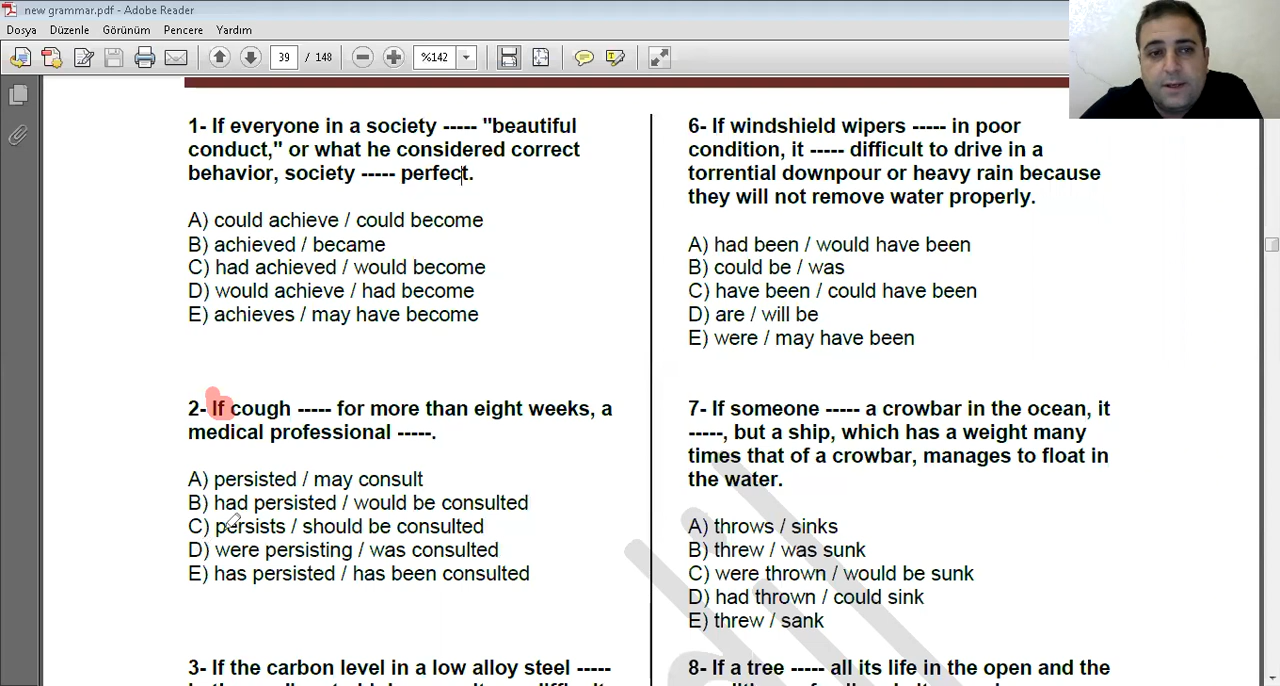 new grammar.pdf - Adobe Reader
Dosya Düzenle Görünüm Pencere Yardım
39 / 148 %142
1- If everyone in a society ----- "beautiful
conduct," or what he considered correct
behavior, society ----- perfect.
A) could achieve / could become
B) achieved / became
C) had achieved / would become
D) would achieve / had become
E) achieves / may have become
2- If cough ----- for more than eight weeks, a
medical professional -----.
A) persisted / may consult
B) had persisted / would be consulted
C) persists / should be consulted
D) were persisting / was consulted
E) has persisted / has been consulted
3- If the carbon level in a low alloy steel -----
6- If windshield wipers ----- in poor
condition, it ----- difficult to drive in a
torrential downpour or heavy rain because
they will not remove water properly.
A) had been / would have been
B) could be / was
C) have been / could have been
D) are / will be
E) were / may have been
7- If someone ----- a crowbar in the ocean, it
-----, but a ship, which has a weight many
times that of a crowbar, manages to float in
the water.
A) throws / sinks
B) threw / was sunk
C) were thrown / would be sunk
D) had thrown / could sink
E) threw / sank
8- If a tree ----- all its life in the open and the